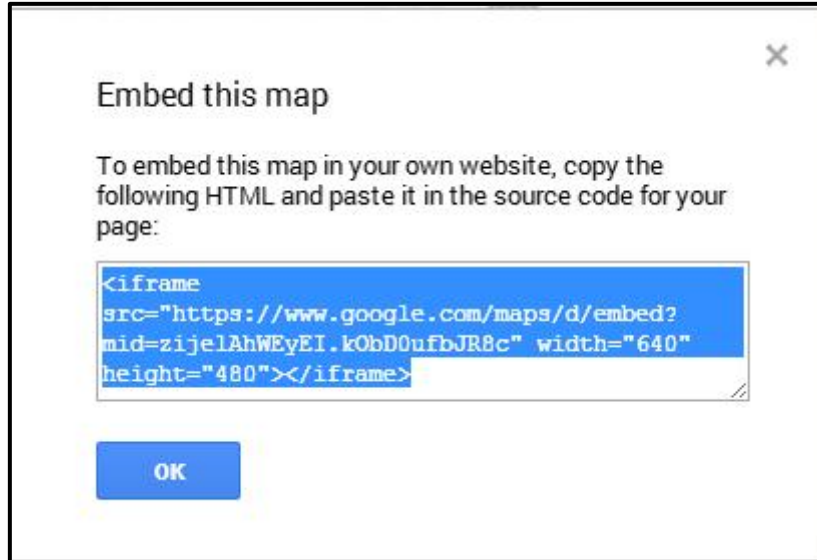 Embed this map
To embed this map in your own website, copy the
following HTML and paste it in the source code for your
page:
<iframe
src="https://www.google.com/maps/d/embed?
mid=zijelAhWEyEI.kObD0ufbJR8c" width="640"
height="480"></iframe>
OK